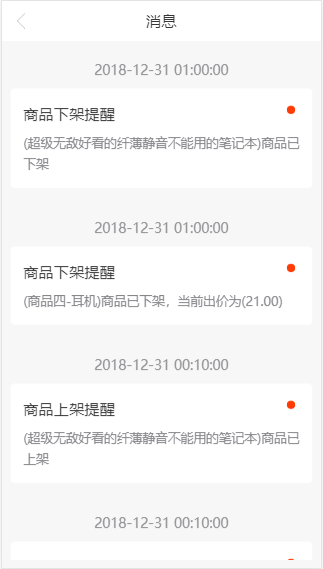 消息
2018-12-31 01:00:00
商品下架提醒
(超级无敌好看的纤薄静音不能用的笔记本)商品已
下架
2018-12-31 01:00:00
商品下架提醒
(商品四-耳机)商品已下架，当前出价为(21.00)
2018-12-31 00:10:00
商品上架提醒
(超级无敌好看的纤薄静音不能用的笔记本)商品已
上架
2018-12-31 00:10:00